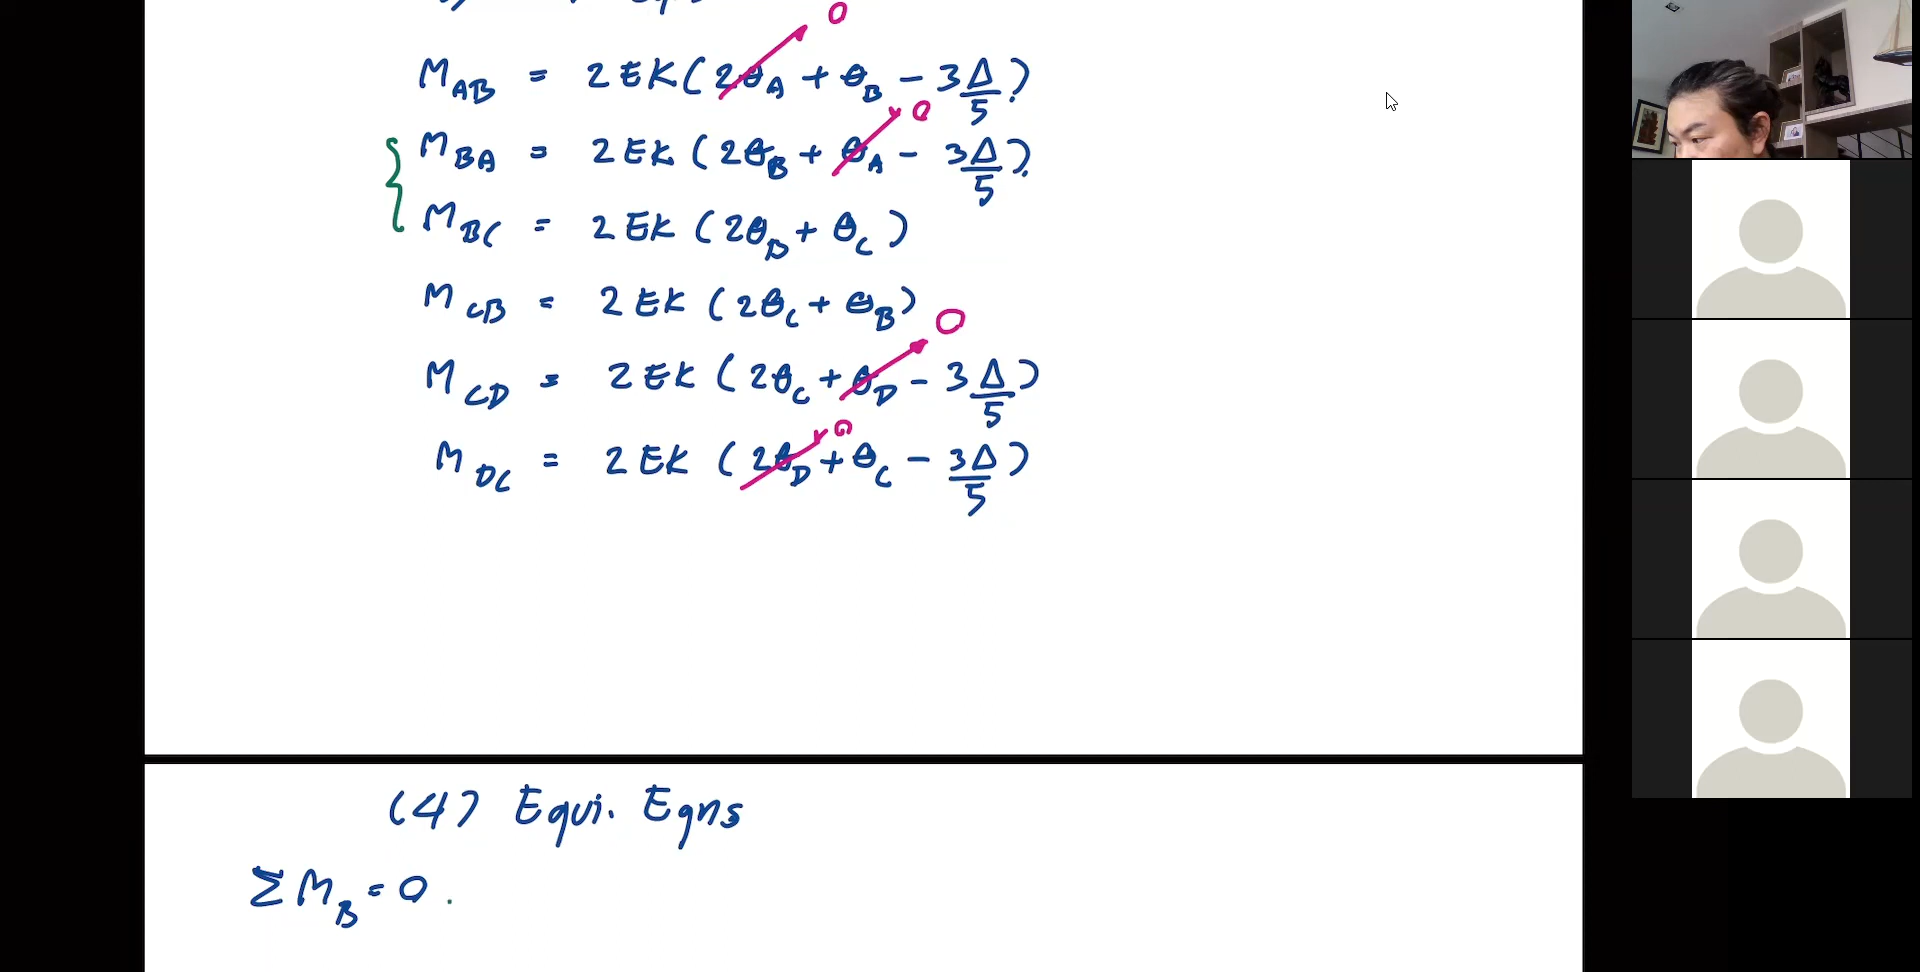 M_AB = 2EK(2θ_A + θ_B - 3Δ/5) 0
M_BA = 2EK(2θ_B + θ_A - 3Δ/5) 0
M_BC = 2EK(2θ_B + θ_C)
M_CB = 2EK(2θ_C + θ_B)
M_CD = 2EK(2θ_C + θ_D - 3Δ/5) 0
M_DC = 2EK(2θ_D + θ_C - 3Δ/5) 0
(4) Equi. Eqns
ΣM_B = 0.